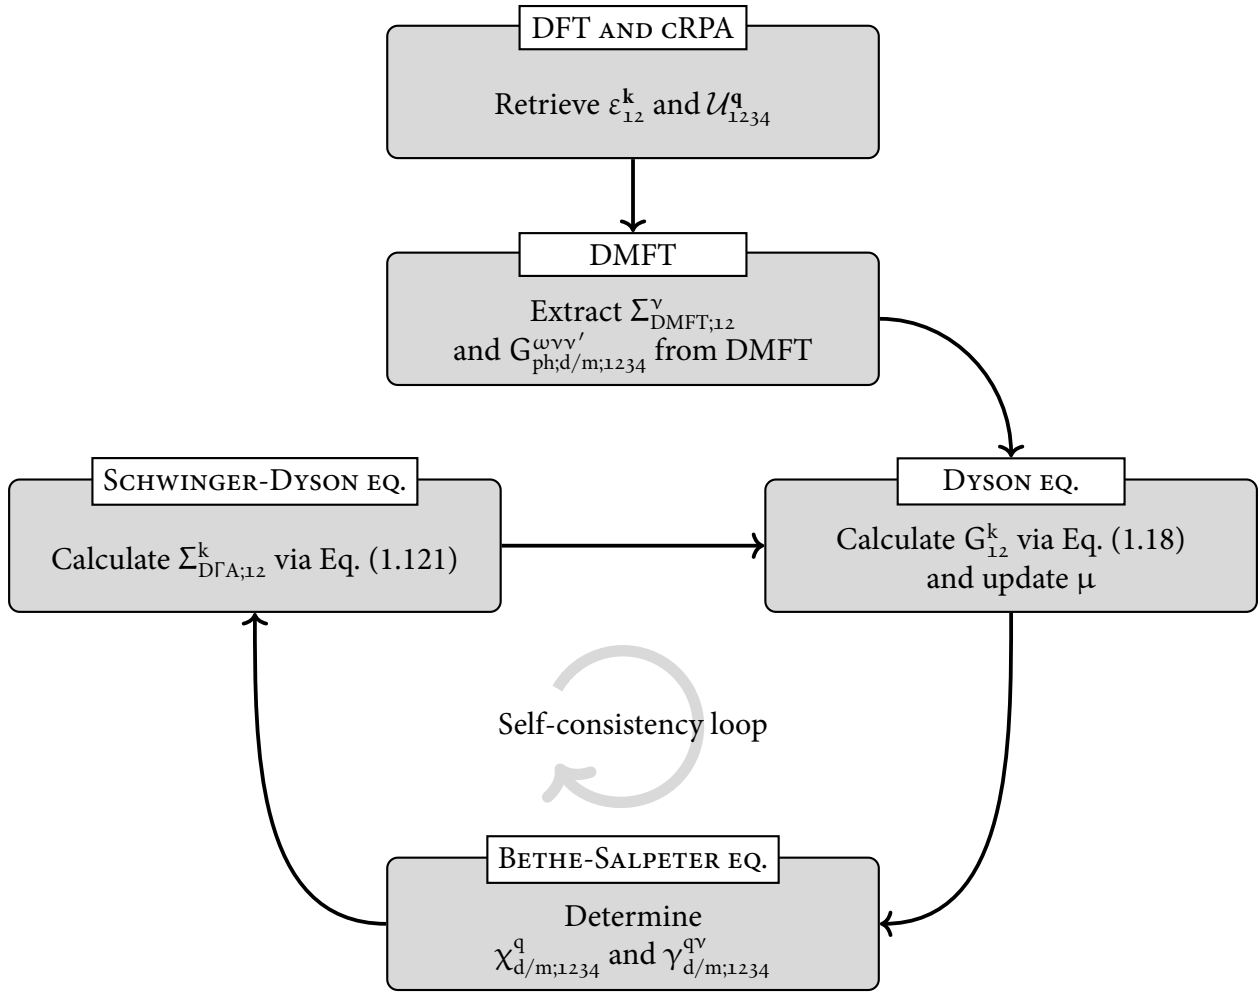 DFT AND CRPA
Retrieve ε^𝐤_12 and 𝒰^𝐪_1234
DMFT
Extract Σ^ν_DMFT;12
and G^ωνν′_ph;d/m;1234 from DMFT
SCHWINGER-DYSON EQ.
Calculate Σ^k_DΓA;12 via Eq. (1.121)
DYSON EQ.
Calculate G^k_12 via Eq. (1.18)
and update μ
Self-consistency loop
BETHE-SALPETER EQ.
Determine
χ^q_d/m;1234 and γ^qν_d/m;1234